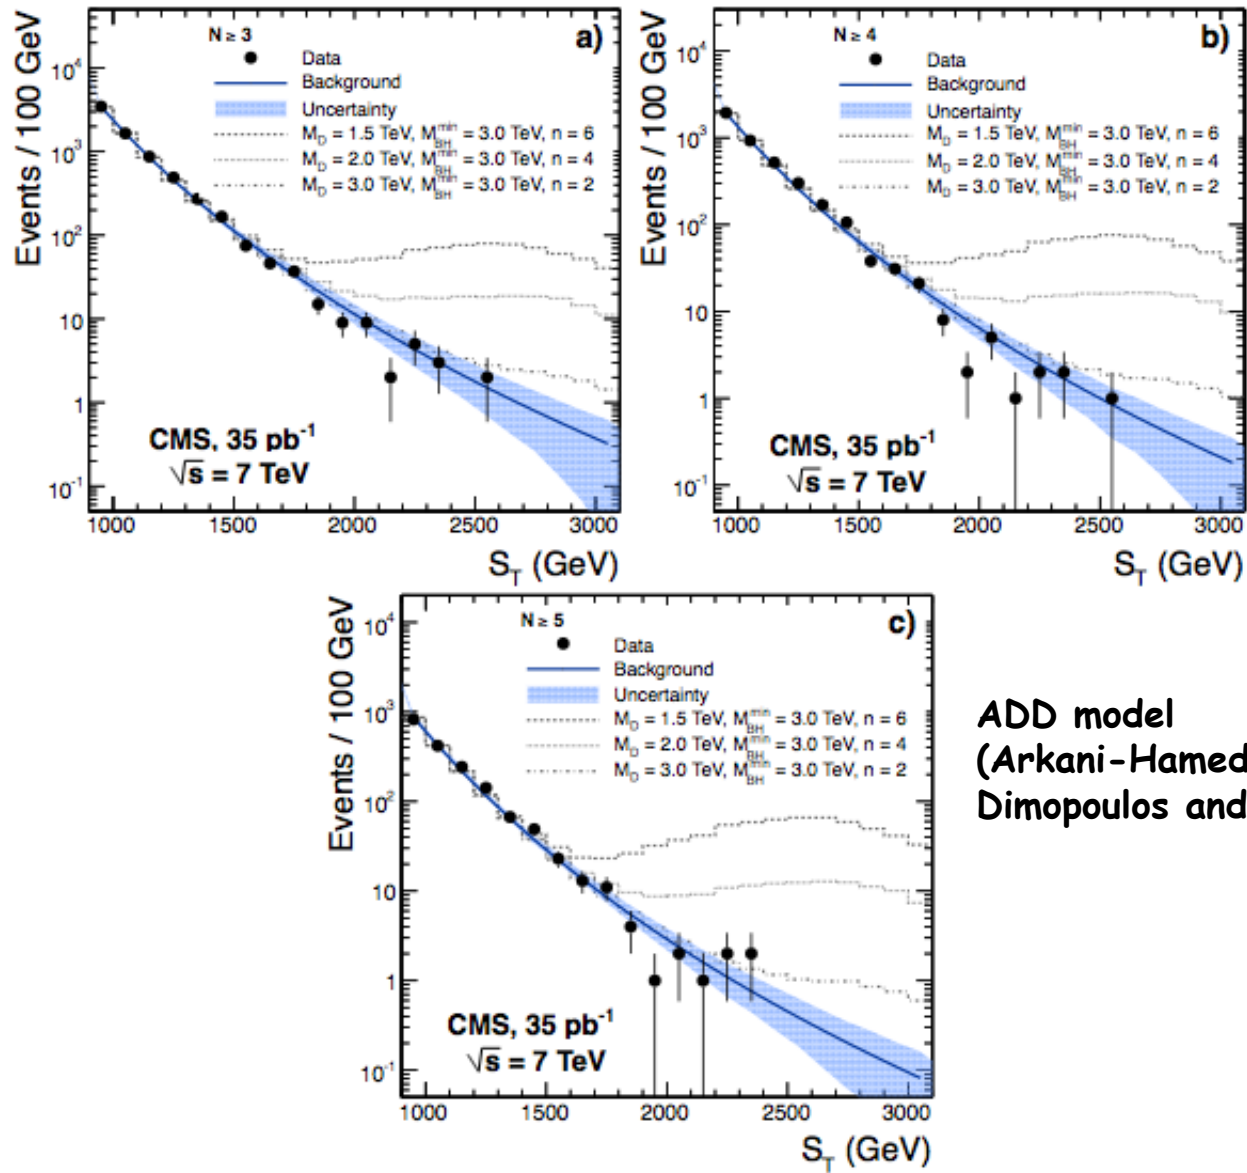 N ≥ 3
a)
Data
Background
Uncertainty
M_D = 1.5 TeV, M_BH^min = 3.0 TeV, n = 6
M_D = 2.0 TeV, M_BH^min = 3.0 TeV, n = 4
M_D = 3.0 TeV, M_BH^min = 3.0 TeV, n = 2
Events / 100 GeV
10^4
10^3
10^2
10
1
10^-1
CMS, 35 pb^-1
√s = 7 TeV
1000 1500 2000 2500 3000
S_T (GeV)
N ≥ 4
b)
Data
Background
Uncertainty
M_D = 1.5 TeV, M_BH^min = 3.0 TeV, n = 6
M_D = 2.0 TeV, M_BH^min = 3.0 TeV, n = 4
M_D = 3.0 TeV, M_BH^min = 3.0 TeV, n = 2
Events / 100 GeV
10^4
10^3
10^2
10
1
10^-1
CMS, 35 pb^-1
√s = 7 TeV
1000 1500 2000 2500 3000
S_T (GeV)
N ≥ 5
c)
Data
Background
Uncertainty
M_D = 1.5 TeV, M_BH^min = 3.0 TeV, n = 6
M_D = 2.0 TeV, M_BH^min = 3.0 TeV, n = 4
M_D = 3.0 TeV, M_BH^min = 3.0 TeV, n = 2
Events / 100 GeV
10^4
10^3
10^2
10
1
10^-1
CMS, 35 pb^-1
√s = 7 TeV
1000 1500 2000 2500 3000
S_T (GeV)
ADD model
(Arkani-Hamed
Dimopoulos and